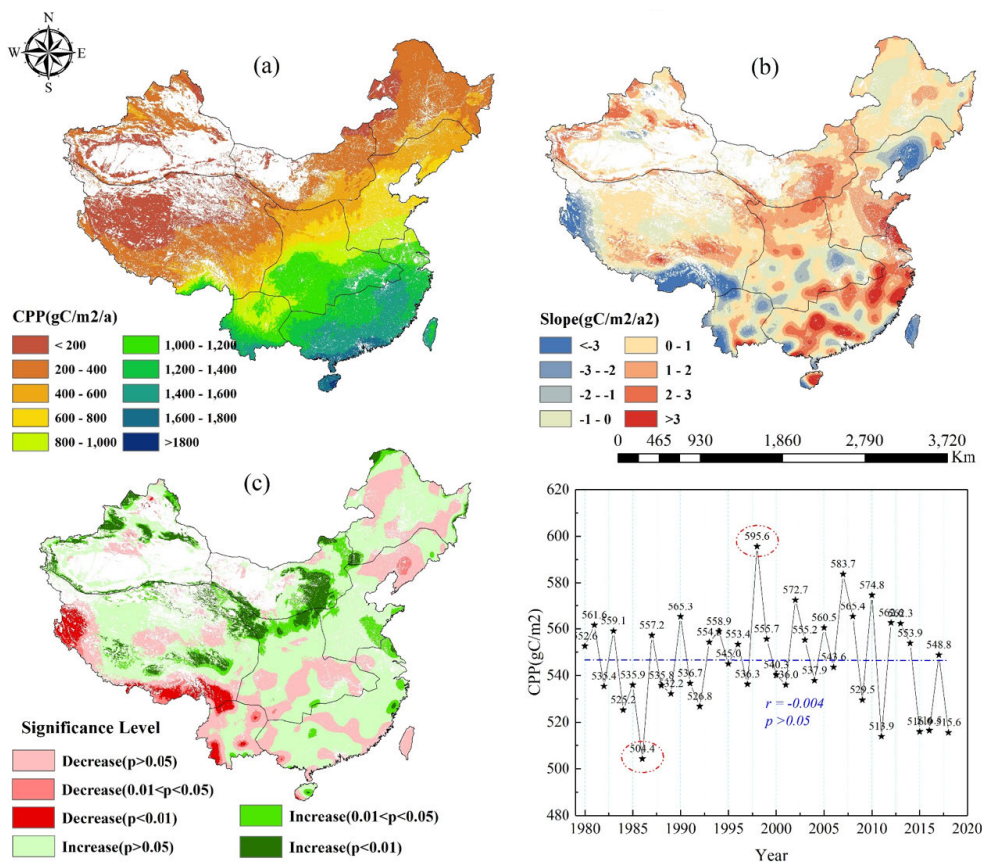 N
W E
S
(a)
CPP(gC/m2/a)
< 200
200 - 400
400 - 600
600 - 800
800 - 1,000
1,000 - 1,200
1,200 - 1,400
1,400 - 1,600
1,600 - 1,800
>1800
(b)
Slope(gC/m2/a2)
<-3
-3 - -2
-2 - -1
-1 - 0
0 - 1
1 - 2
2 - 3
>3
0 465 930 1,860 2,790 3,720
Km
(c)
Significance Level
Decrease(p>0.05)
Decrease(0.01<p<0.05)
Decrease(p<0.01)
Increase(p>0.05)
Increase(0.01<p<0.05)
Increase(p<0.01)
CPP(gC/m2)
620
600
580
560
540
520
500
480
552.6
561.6
535.4
559.1
525.2
535.9
504.4
557.2
535.8
565.3
536.7
526.8
558.9
545.0
553.4
536.3
595.6
555.7
540.3
572.7
555.2
537.9
560.5
543.6
583.7
565.4
529.5
574.8
513.9
553.9
548.8
515.6
r = -0.004
p >0.05
1980 1985 1990 1995 2000 2005 2010 2015 2020
Year